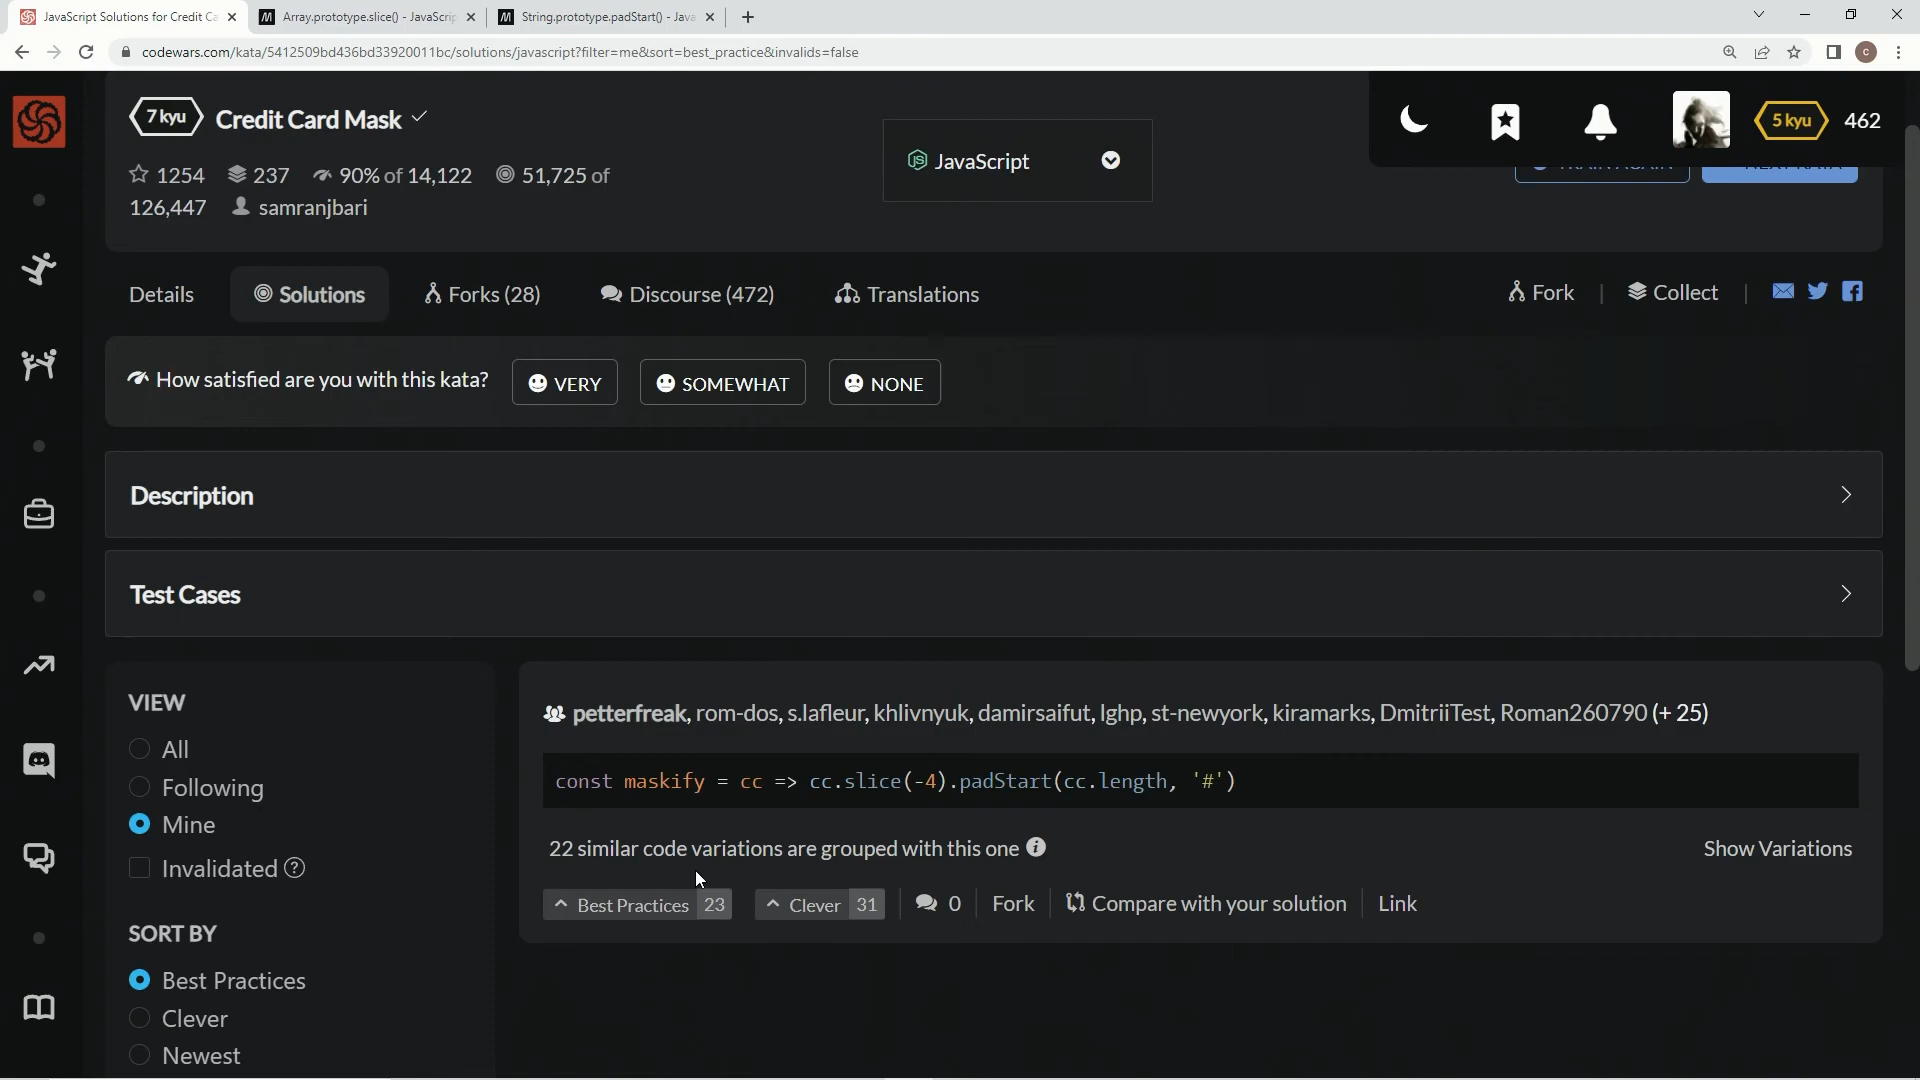 JavaScript Solutions for Credit Ca
Array.prototype.slice() - JavaScrip
String.prototype.padStart() - Java
codewars.com/kata/5412509bd436bd33920011bc/solutions/javascript?filter=me&sort=best_practice&invalids=false
c
7 kyu
Credit Card Mask
1254 237 90% of 14,122 51,725 of
126,447 samranjbari
JavaScript
5 kyu 462
Details
Solutions
Forks (28)
Discourse (472)
Translations
Fork | Collect |
How satisfied are you with this kata?
VERY
SOMEWHAT
NONE
Description
Test Cases
VIEW
All
Following
Mine
Invalidated
SORT BY
Best Practices
Clever
Newest
petterfreak, rom-dos, s.lafleur, khlivnyuk, damirsaifut, lghp, st-newyork, kiramarks, DmitriiTest, Roman260790 (+ 25)
const maskify = cc => cc.slice(-4).padStart(cc.length, '#')
22 similar code variations are grouped with this one
Show Variations
Best Practices 23
Clever 31
0
Fork
Compare with your solution
Link